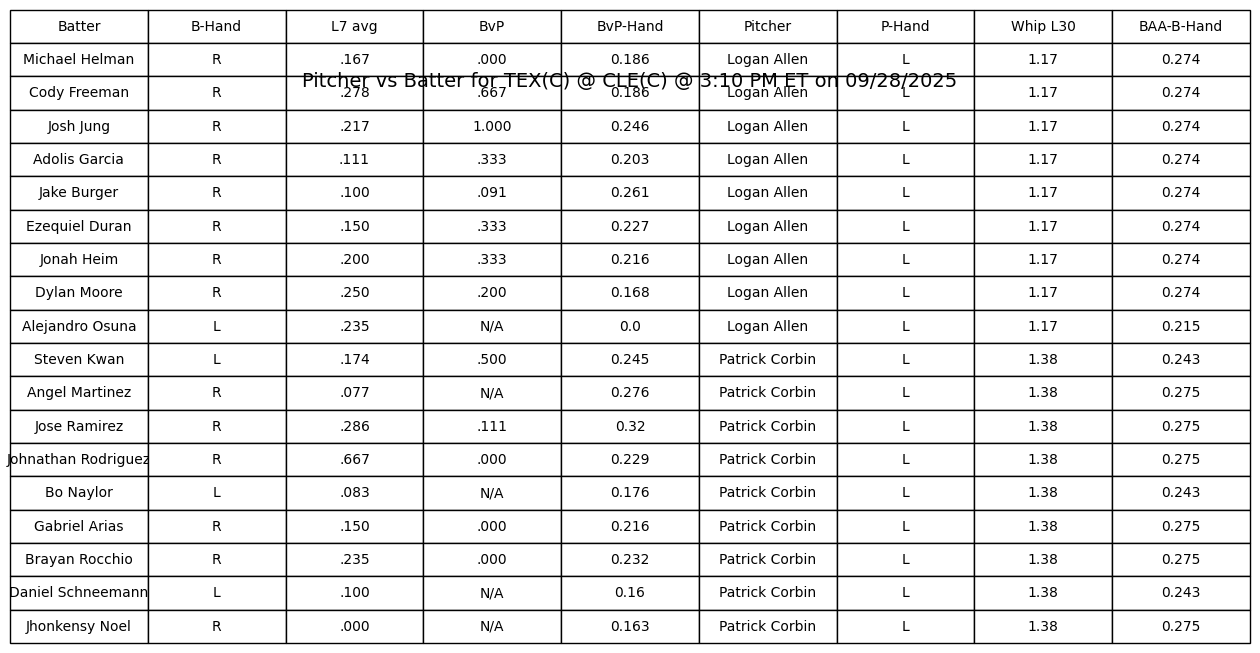 Batter B-Hand L7 avg BvP BvP-Hand Pitcher P-Hand Whip L30 BAA-B-Hand
Michael Helman R .167 .000 0.186 Logan Allen L 1.17 0.274
Pitcher vs Batter for TEX(C) @ CLE(C) @ 3:10 PM ET on 09/28/2025
Cody Freeman R .278 .667 0.186 Logan Allen L 1.17 0.274
Josh Jung R .217 1.000 0.246 Logan Allen L 1.17 0.274
Adolis Garcia R .111 .333 0.203 Logan Allen L 1.17 0.274
Jake Burger R .100 .091 0.261 Logan Allen L 1.17 0.274
Ezequiel Duran R .150 .333 0.227 Logan Allen L 1.17 0.274
Jonah Heim R .200 .333 0.216 Logan Allen L 1.17 0.274
Dylan Moore R .250 .200 0.168 Logan Allen L 1.17 0.274
Alejandro Osuna L .235 N/A 0.0 Logan Allen L 1.17 0.215
Steven Kwan L .174 .500 0.245 Patrick Corbin L 1.38 0.243
Angel Martinez R .077 N/A 0.276 Patrick Corbin L 1.38 0.275
Jose Ramirez R .286 .111 0.32 Patrick Corbin L 1.38 0.275
Johnathan Rodriguez R .667 .000 0.229 Patrick Corbin L 1.38 0.275
Bo Naylor L .083 N/A 0.176 Patrick Corbin L 1.38 0.243
Gabriel Arias R .150 .000 0.216 Patrick Corbin L 1.38 0.275
Brayan Rocchio R .235 .000 0.232 Patrick Corbin L 1.38 0.275
Daniel Schneemann L .100 N/A 0.16 Patrick Corbin L 1.38 0.243
Jhonkensy Noel R .000 N/A 0.163 Patrick Corbin L 1.38 0.275